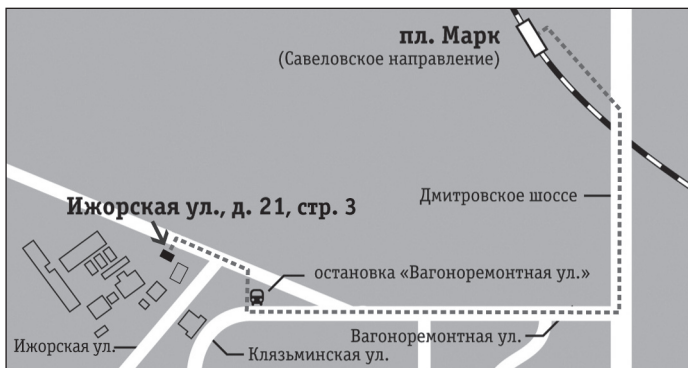 пл. Марк
(Савеловское направление)
Дмитровское шоссе
Ижорская ул., д. 21, стр. 3
остановка «Вагоноремонтная ул.»
Вагоноремонтная ул.
Ижорская ул.
Клязьминская ул.